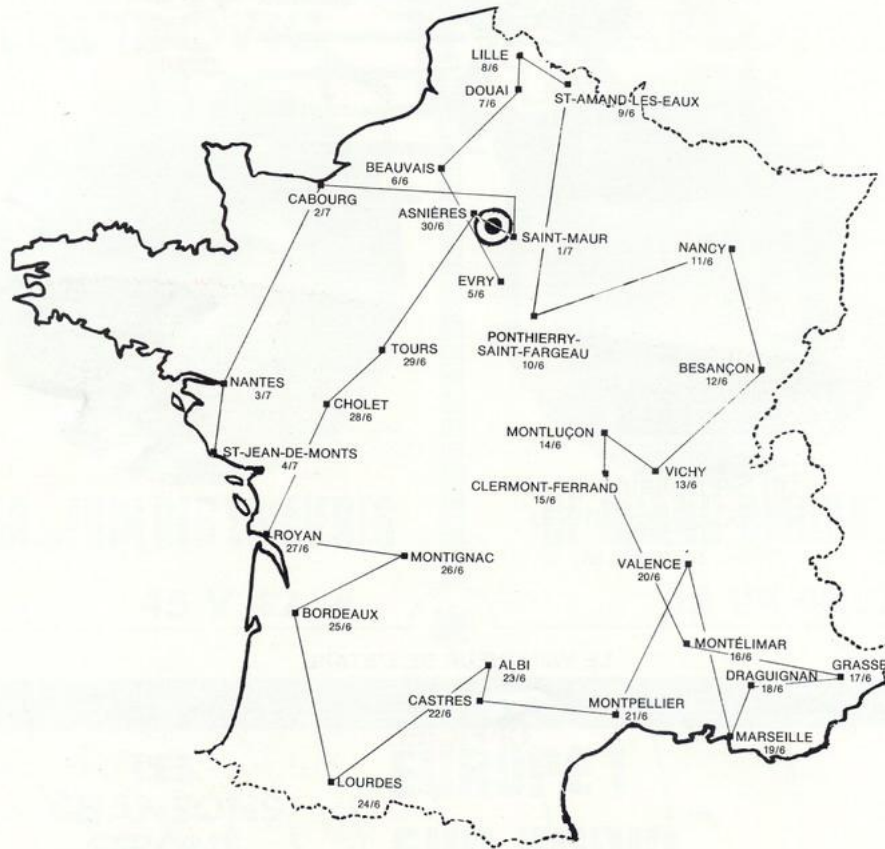 LILLE
8/6
DOUAI
7/6
ST-AMAND-LES-EAUX
9/6
BEAUVAIS
6/6
CABOURG
2/7
ASNIÈRES
30/6
SAINT-MAUR
1/7
NANCY
11/6
EVRY
5/6
PONTHIERRY-
SAINT-FARGEAU
10/6
TOURS
29/6
BESANÇON
12/6
NANTES
3/7
CHOLET
28/6
MONTLUÇON
14/6
ST-JEAN-DE-MONTS
4/7
VICHY
13/6
CLERMONT-FERRAND
15/6
ROYAN
27/6
MONTIGNAC
26/6
VALENCE
20/6
BORDEAUX
25/6
MONTÉLIMAR
16/6
ALBI
23/6
GRASSE
17/6
DRAGUIGNAN
18/6
CASTRES
22/6
MONTPELLIER
21/6
MARSEILLE
19/6
LOURDES
24/6